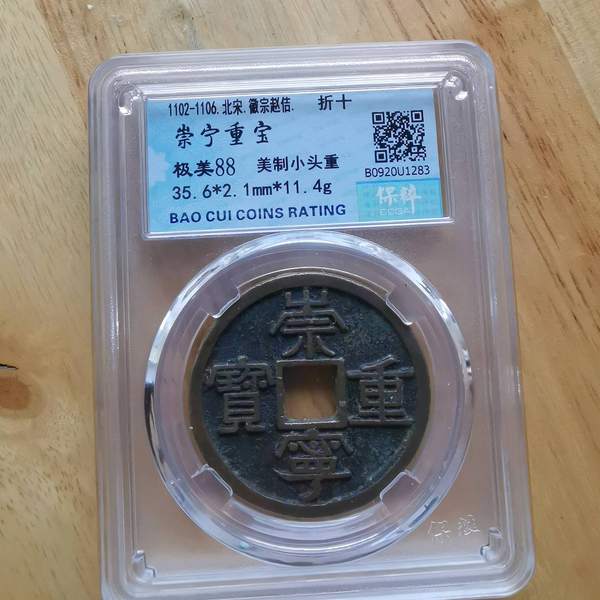 1102-1106.北宋.徽宗赵佶. 折十
崇宁重宝
极美88 美制小头重
35.6*2.1mm*11.4g
BAO CUI COINS RATING
B0920U1283
保粹
崇
寶 重
寧